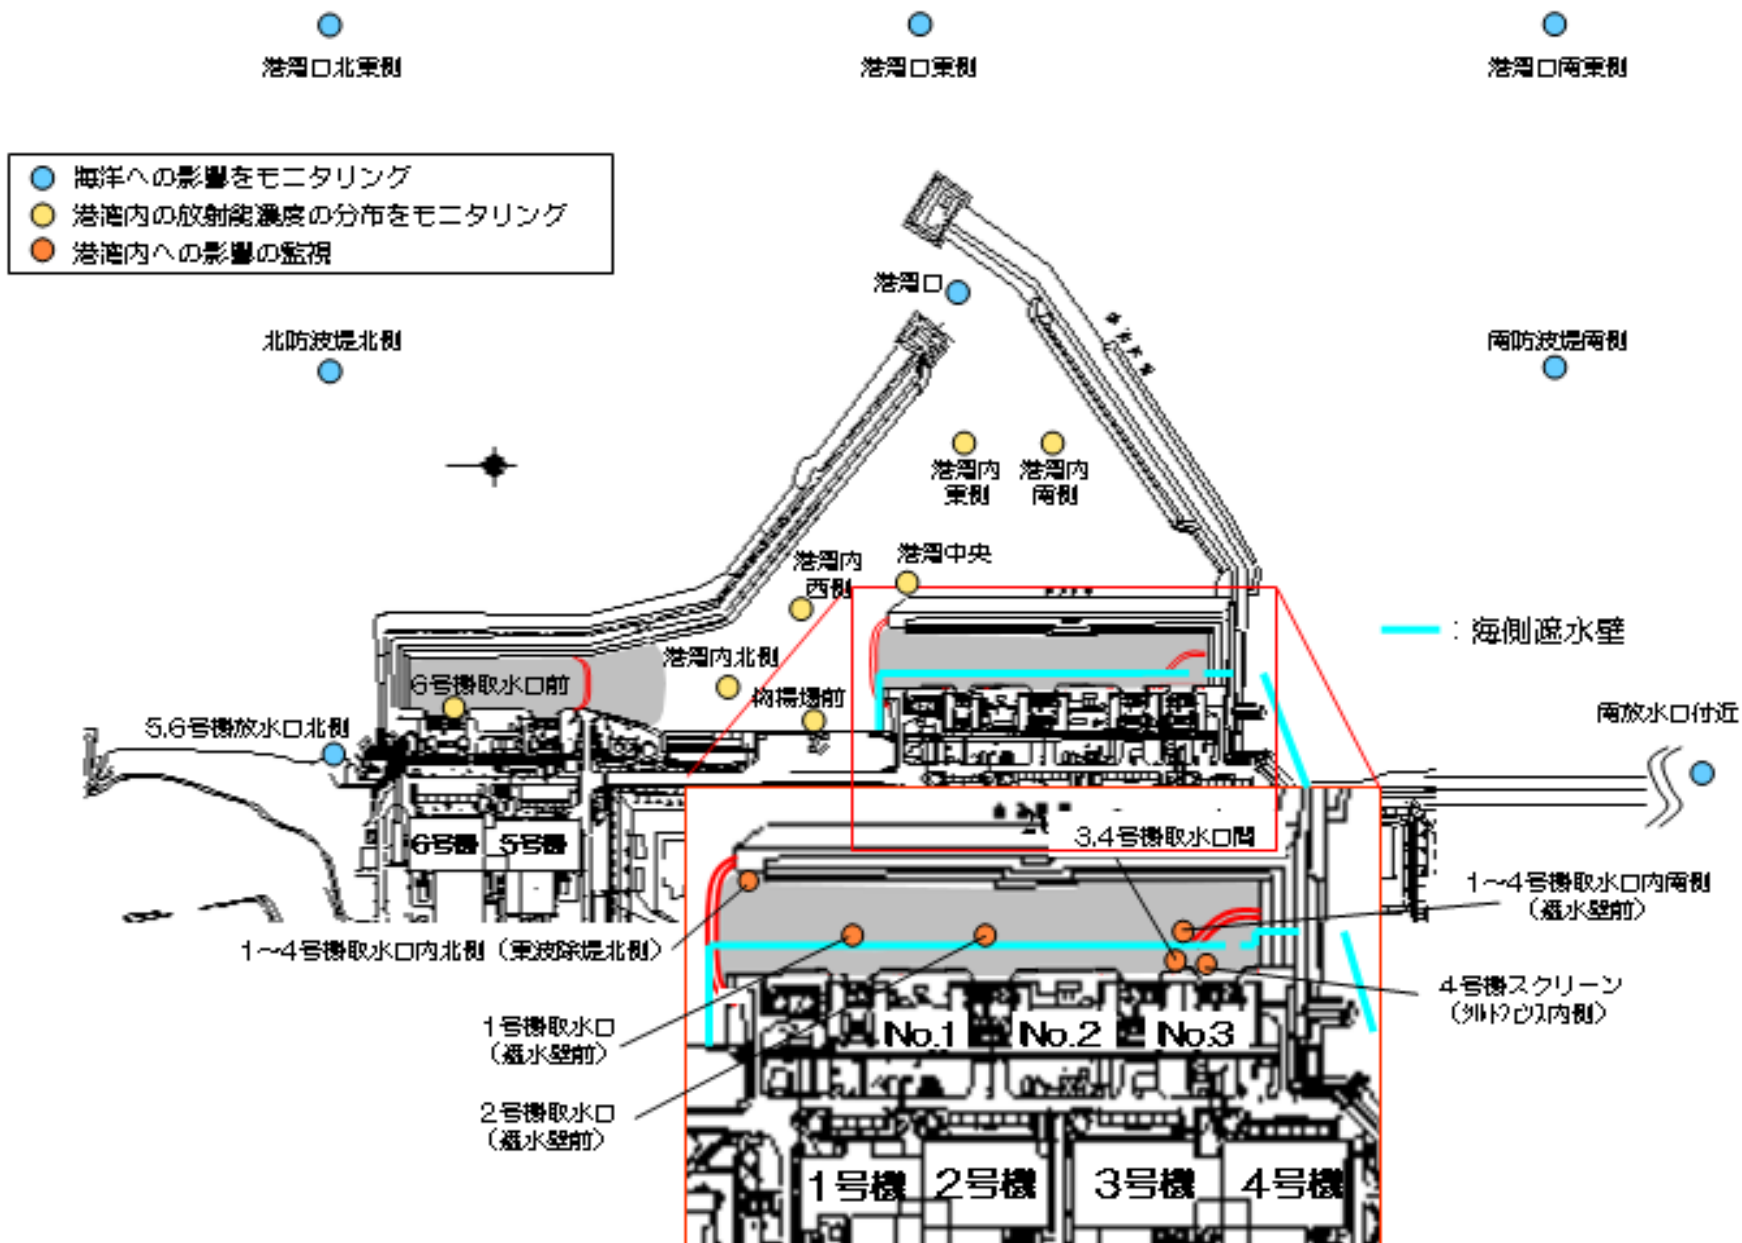 港湾口北東側
港湾口東側
港湾口南東側
海洋への影響をモニタリング
港湾内の放射能濃度の分布をモニタリング
港湾内への影響の監視
港湾口
北防波堤北側
南防波堤南側
港湾内
東側
港湾内
南側
港湾中央
港湾内
西側
：海側遮水壁
港湾内北側
6号機取水口前
物揚場前
5,6号機放水口北側
南放水口付近
6号機
5号機
3,4号機取水口間
1～4号機取水口内南側
（遮水壁前）
1～4号機取水口内北側（東波除堤北側）
4号機スクリーン
（シルトフェンス内側）
1号機取水口
（遮水壁前）
No.1
No.2
No.3
2号機取水口
（遮水壁前）
1号機
2号機
3号機
4号機